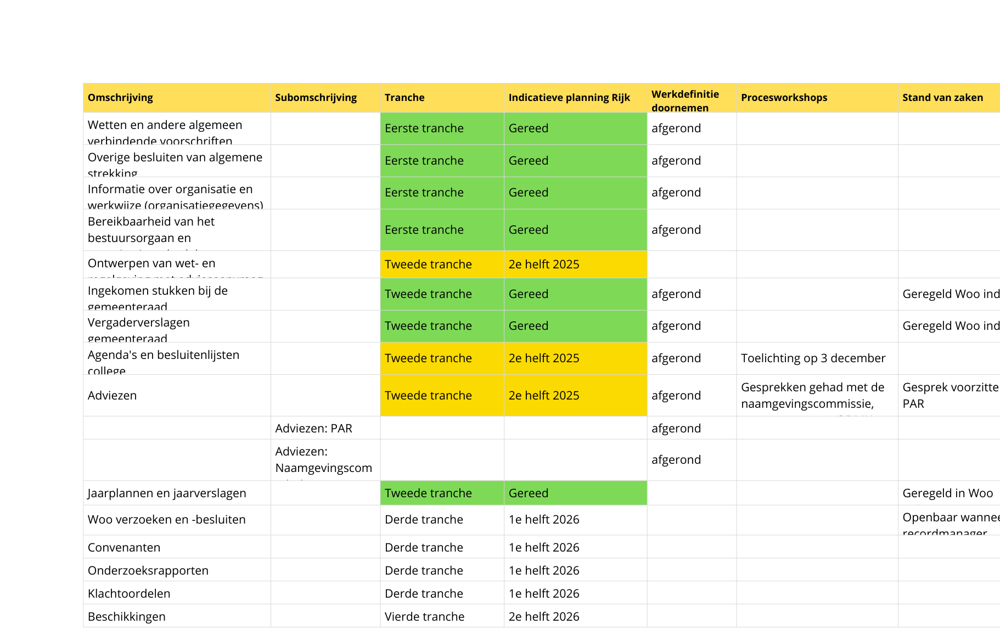 Omschrijving Subomschrijving Tranche Indicatieve planning Rijk Werkdefinitie doornemen Procesworkshops Stand van zaken
Wetten en andere algemeen Eerste tranche Gereed afgerond
verbindende voorschriften
Overige besluiten van algemene Eerste tranche Gereed afgerond
strekking
Informatie over organisatie en Eerste tranche Gereed afgerond
werkwijze (organisatiegegevens)
Bereikbaarheid van het Eerste tranche Gereed afgerond
bestuursorgaan en
Ontwerpen van wet- en Tweede tranche 2e helft 2025
Ingekomen stukken bij de Tweede tranche Gereed afgerond Geregeld Woo ind
gemeenteraad
Vergaderverslagen Tweede tranche Gereed afgerond Geregeld Woo ind
gemeenteraad
Agenda's en besluitenlijsten Tweede tranche 2e helft 2025 afgerond Toelichting op 3 december
college
Adviezen Tweede tranche 2e helft 2025 afgerond Gesprekken gehad met de Gesprek voorzitte
naamgevingscommissie, PAR
Adviezen: PAR afgerond
Adviezen: afgerond
Naamgevingscom
Jaarplannen en jaarverslagen Tweede tranche Gereed Geregeld in Woo
Woo verzoeken en -besluiten Derde tranche 1e helft 2026 Openbaar wannee
recordmanager
Convenanten Derde tranche 1e helft 2026
Onderzoeksrapporten Derde tranche 1e helft 2026
Klachtoordelen Derde tranche 1e helft 2026
Beschikkingen Vierde tranche 2e helft 2026